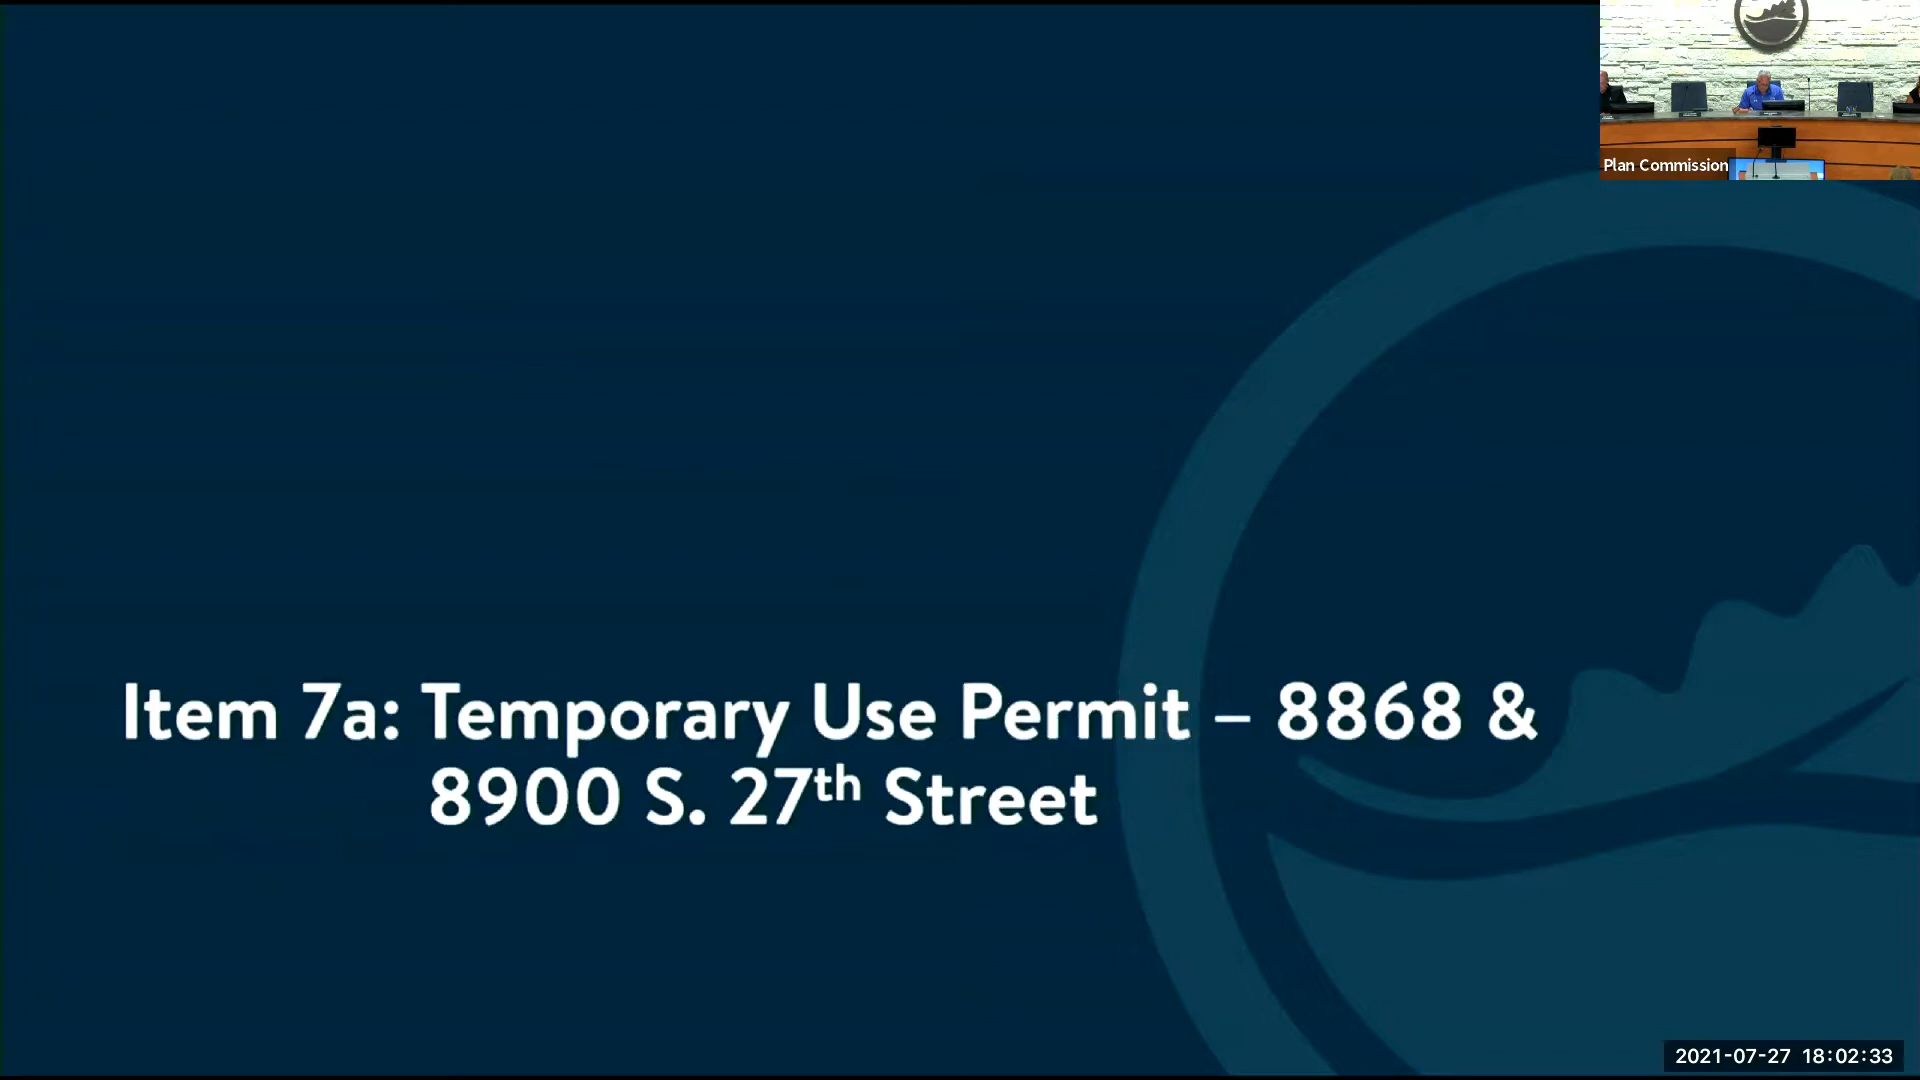 Plan Commission
Item 7a: Temporary Use Permit – 8868 &
8900 S. 27th Street
2021-07-27 18:02:33